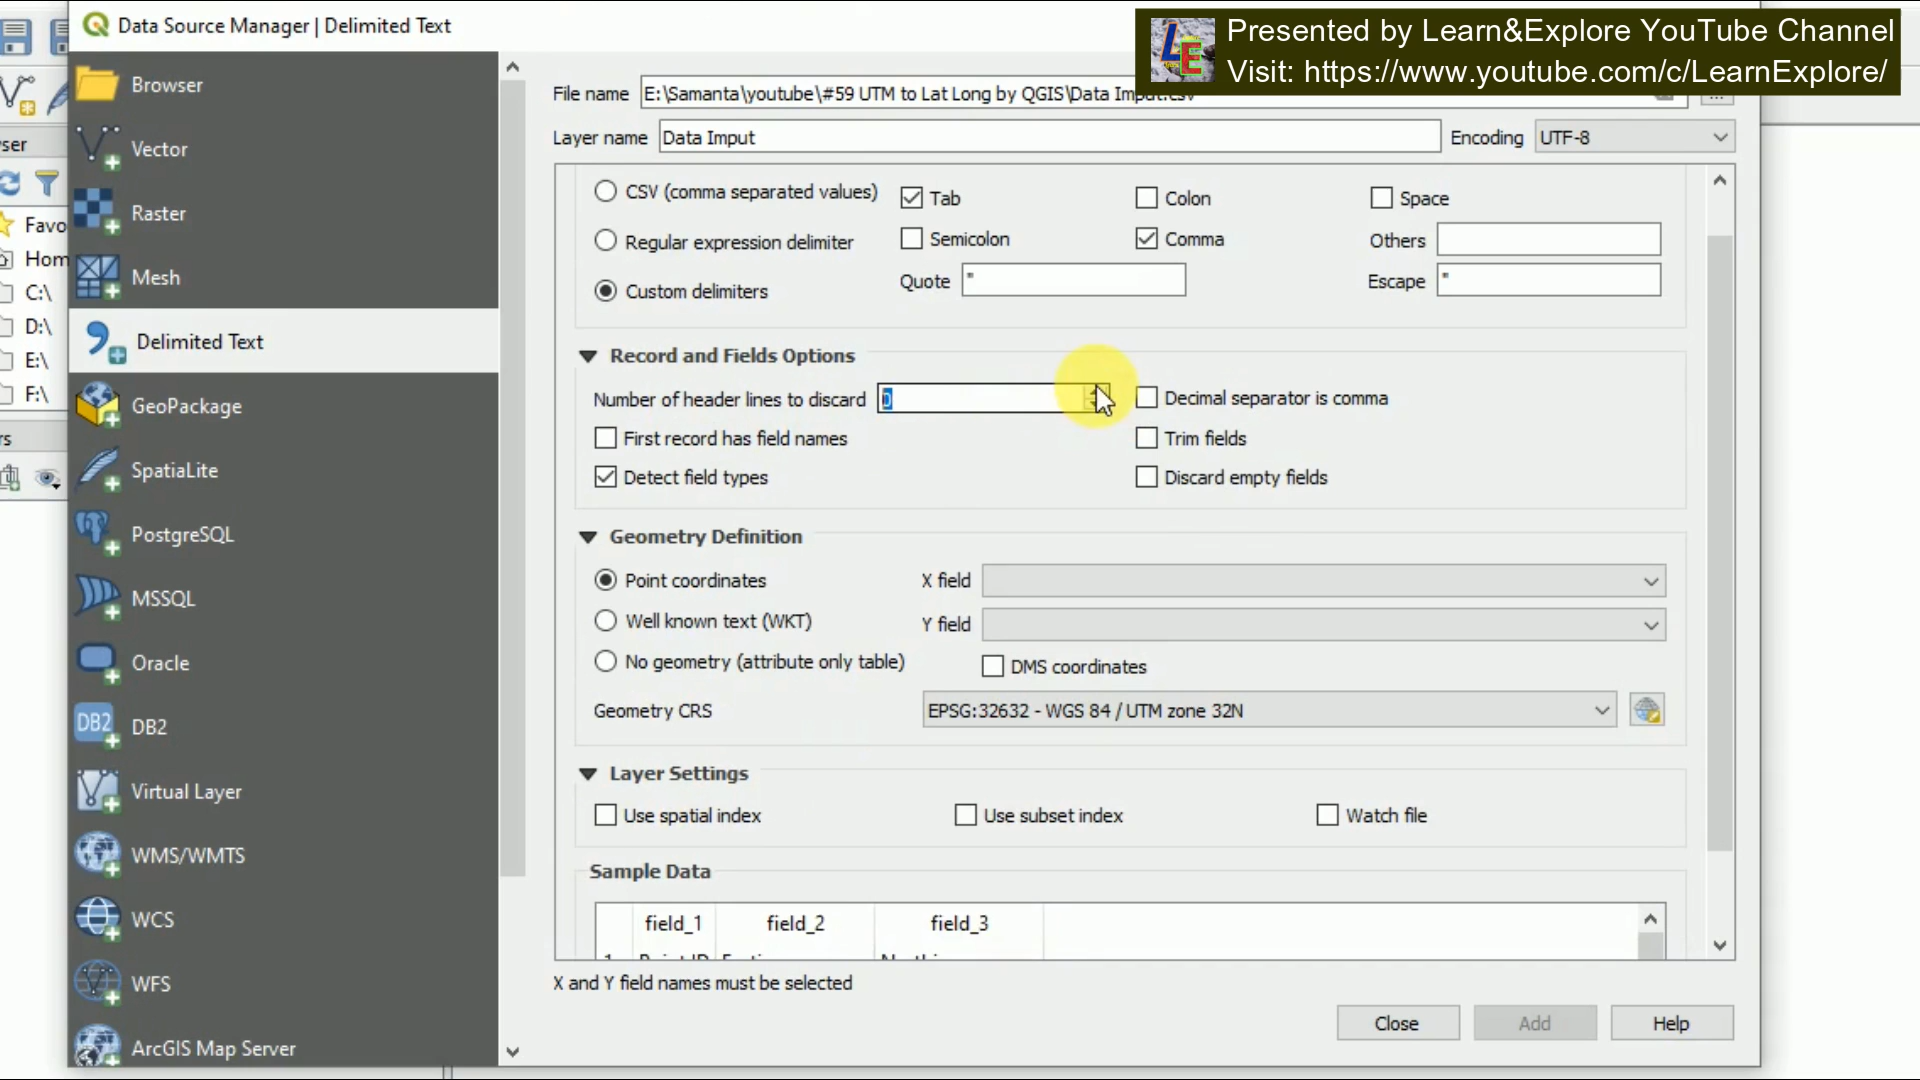 Data Source Manager | Delimited Text
Presented by Learn&Explore YouTube Channel
Visit: https://www.youtube.com/c/LearnExplore/
Browser
Vector
Raster
Mesh
Delimited Text
GeoPackage
SpatiaLite
PostgreSQL
MSSQL
Oracle
DB2
DB2
Virtual Layer
WMS/WMTS
WCS
WFS
ArcGIS Map Server
Favo
Hom
C:\
D:\
E:\
F:\
File name E:\Samanta\youtube\#59 UTM to Lat Long by QGIS\Data Imput.csv
Layer name Data Imput Encoding UTF-8
CSV (comma separated values) Tab Colon Space
Regular expression delimiter Semicolon Comma Others
Custom delimiters Quote " Escape "
Record and Fields Options
Number of header lines to discard 0 Decimal separator is comma
First record has field names Trim fields
Detect field types Discard empty fields
Geometry Definition
Point coordinates X field
Well known text (WKT) Y field
No geometry (attribute only table) DMS coordinates
Geometry CRS EPSG:32632 - WGS 84 / UTM zone 32N
Layer Settings
Use spatial index Use subset index Watch file
Sample Data
field_1 field_2 field_3
X and Y field names must be selected
Close Add Help